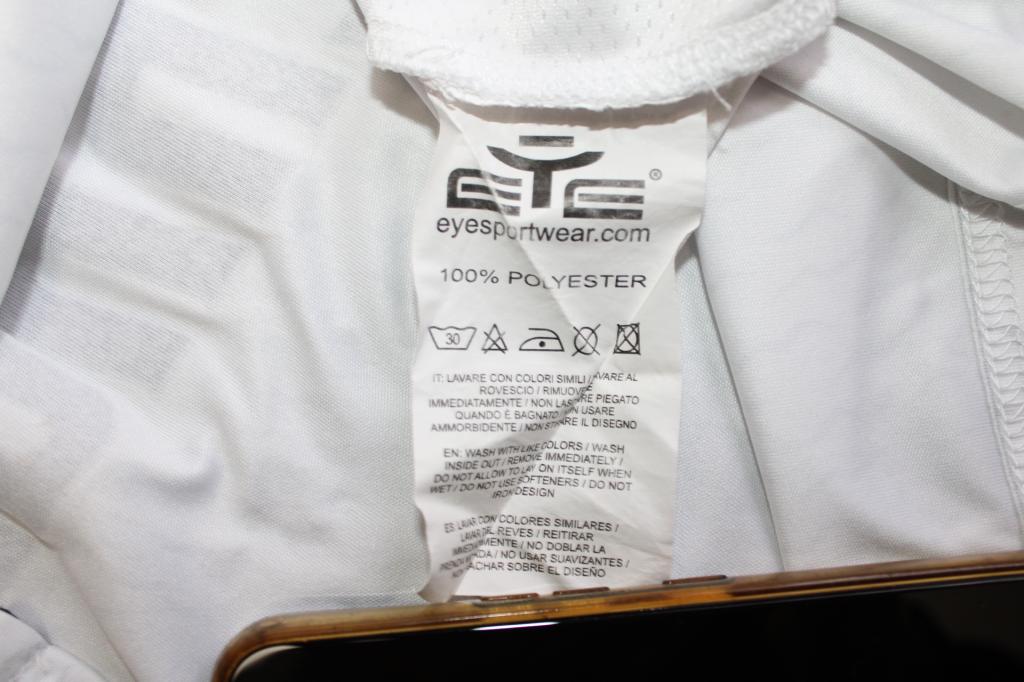 EYE®
eyesportwear.com
100% POLYESTER
30
IT: LAVARE CON COLORI SIMILI / LAVARE AL
ROVESCIO / RIMUOVERE
IMMEDIATAMENTE / NON LASCIARE PIEGATO
QUANDO È BAGNATO / NON USARE
AMMORBIDENTE / NON STIRARE IL DISEGNO
EN: WASH WITH LIKE COLORS / WASH
INSIDE OUT / REMOVE IMMEDIATELY /
DO NOT ALLOW TO LAY ON ITSELF WHEN
WET / DO NOT USE SOFTENERS / DO NOT
IRON DESIGN
ES: LAVAR CON COLORES SIMILARES /
LAVAR DEL REVES / REITIRAR
IMMEDIATAMENTE / NO DOBLAR LA
PRENDA MOJADA / NO USAR SUAVIZANTES /
NO PLACHAR SOBRE EL DISEÑO